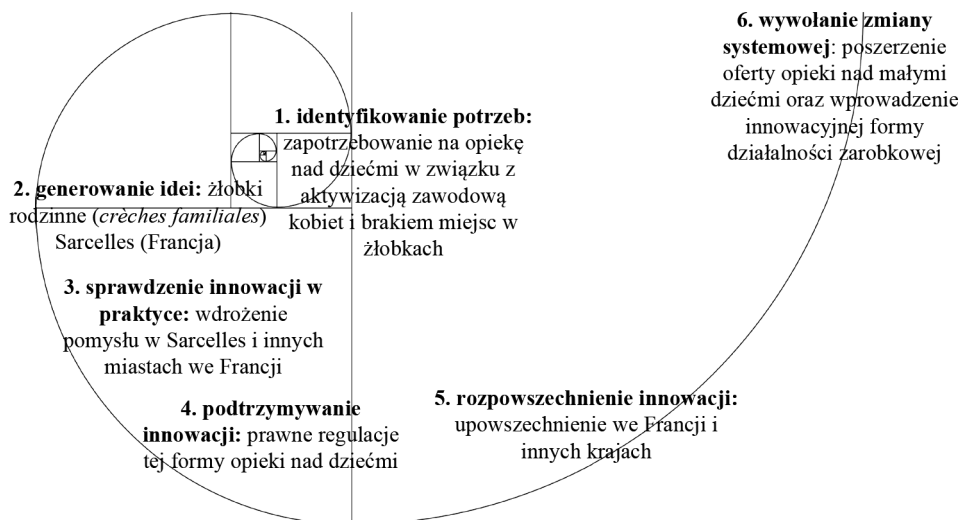 1. identyfikowanie potrzeb:
zapotrzebowanie na opiekę
nad dziećmi w związku z
aktywizacją zawodową
kobiet i brakiem miejsc w
żłobkach
2. generowanie idei: żłobki
rodzinne (crèches familiales)
Sarcelles (Francja)
3. sprawdzenie innowacji w
praktyce: wdrożenie
pomysłu w Sarcelles i innych
miastach we Francji
4. podtrzymywanie
innowacji: prawne regulacje
tej formy opieki nad dziećmi
5. rozpowszechnienie innowacji:
upowszechnienie we Francji i
innych krajach
6. wywołanie zmiany
systemowej: poszerzenie
oferty opieki nad małymi
dziećmi oraz wprowadzenie
innowacyjnej formy
działalności zarobkowej